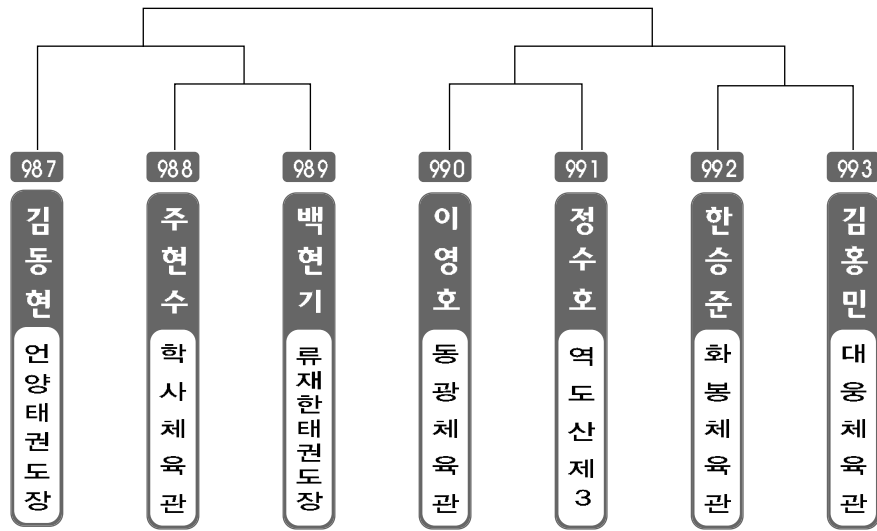 987
김동현
언양태권도장
988
주현수
학사체육관
989
백현기
류재한태권도장
990
이영호
동광체육관
991
정수호
역도산제3
992
한승준
화봉체육관
993
김홍민
대웅체육관